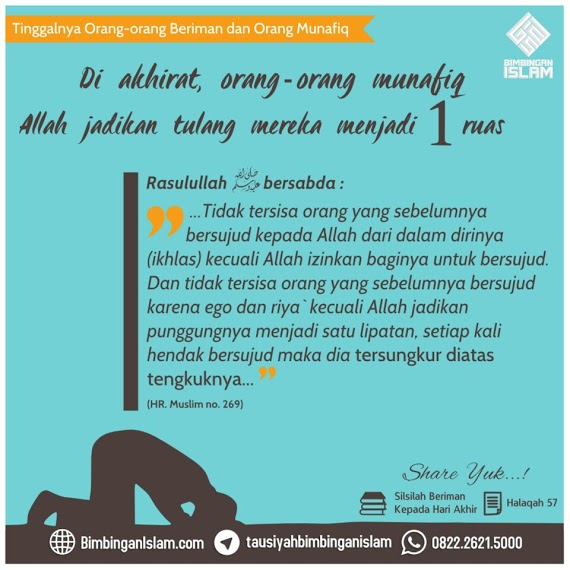 Tinggalnya Orang-orang Beriman dan Orang Munafiq
BIMBINGAN
ISLAM
Di akhirat, orang-orang munafiq
Allah jadikan tulang mereka menjadi 1 ruas
Rasulullah ﷺ bersabda :
...Tidak tersisa orang yang sebelumnya
bersujud kepada Allah dari dalam dirinya
(ikhlas) kecuali Allah izinkan baginya untuk bersujud.
Dan tidak tersisa orang yang sebelumnya bersujud
karena ego dan riya` kecuali Allah jadikan
punggungnya menjadi satu lipatan, setiap kali
hendak bersujud maka dia tersungkur diatas
tengkuknya...
(HR. Muslim no. 269)
Share Yuk...!
Silsilah Beriman
Kepada Hari Akhir
Halaqah 57
BimbinganIslam.com
tausiyahbimbinganislam
0822.2621.5000